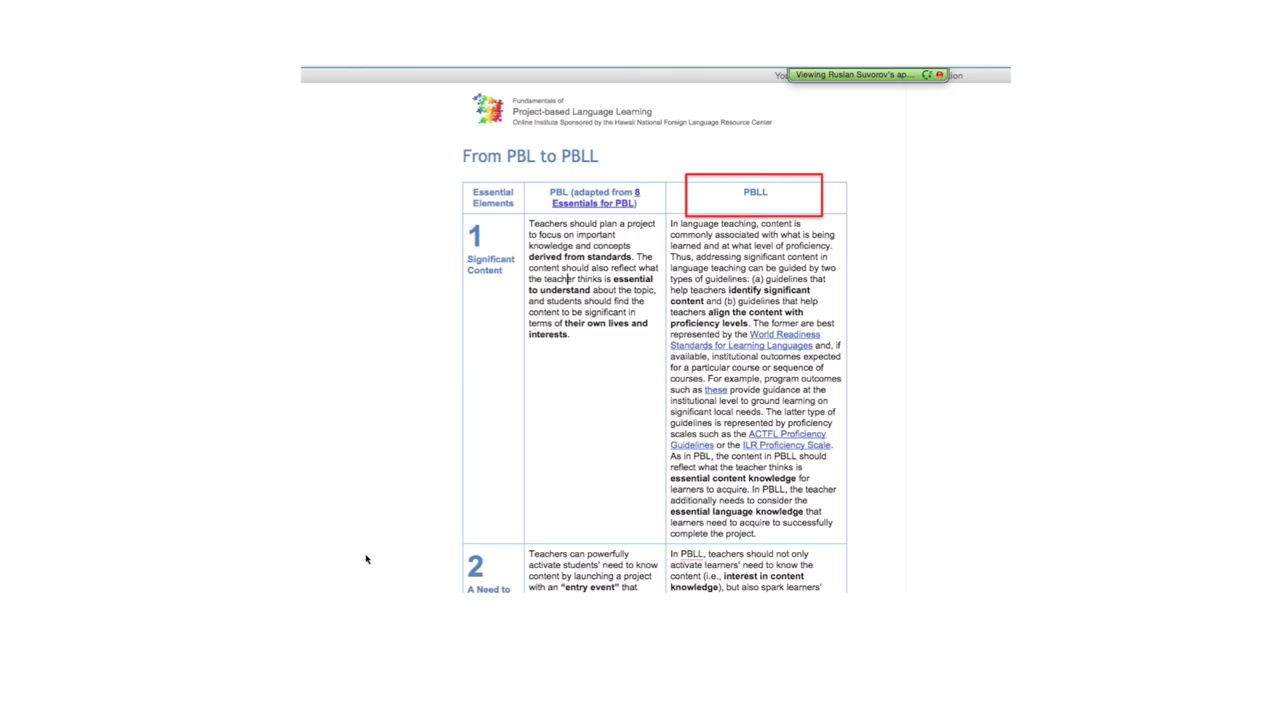 You
Viewing Ruslan Suvorov's ap...
ion
Fundamentals of
Project-based Language Learning
Online Institute Sponsored by the Hawaii National Foreign Language Resource Center
From PBL to PBLL
Essential
Elements
PBL (adapted from 8
Essentials for PBL)
PBLL
1
Significant
Content
Teachers should plan a project
to focus on important
knowledge and concepts
derived from standards. The
content should also reflect what
the teacher thinks is essential
to understand about the topic,
and students should find the
content to be significant in
terms of their own lives and
interests.
In language teaching, content is
commonly associated with what is being
learned and at what level of proficiency.
Thus, addressing significant content in
language teaching can be guided by two
types of guidelines: (a) guidelines that
help teachers identify significant
content and (b) guidelines that help
teachers align the content with
proficiency levels. The former are best
represented by the World Readiness
Standards for Learning Languages and, if
available, institutional outcomes expected
for a particular course or sequence of
courses. For example, program outcomes
such as these provide guidance at the
institutional level to ground learning on
significant local needs. The latter type of
guidelines is represented by proficiency
scales such as the ACTFL Proficiency
Guidelines or the ILR Proficiency Scale.
As in PBL, the content in PBLL should
reflect what the teacher thinks is
essential content knowledge for
learners to acquire. In PBLL, the teacher
additionally needs to consider the
essential language knowledge that
learners need to acquire to successfully
complete the project.
2
A Need to
Teachers can powerfully
activate students' need to know
content by launching a project
with an "entry event" that
In PBLL, teachers should not only
activate learners' need to know the
content (i.e., interest in content
knowledge), but also spark learners'